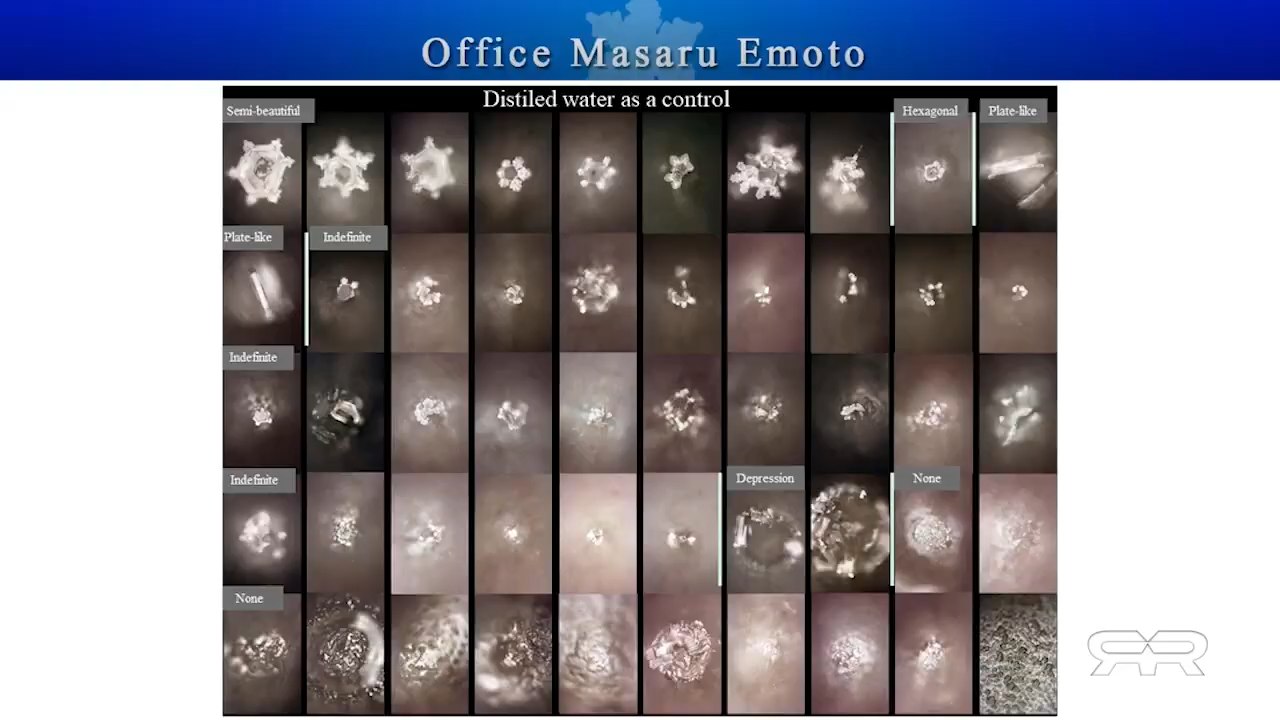 Office Masaru Emoto
Distiled water as a control
Semi-beautiful
Hexagonal
Plate-like
Plate-like
Indefinite
Indefinite
Indefinite
Depression
None
None
RR